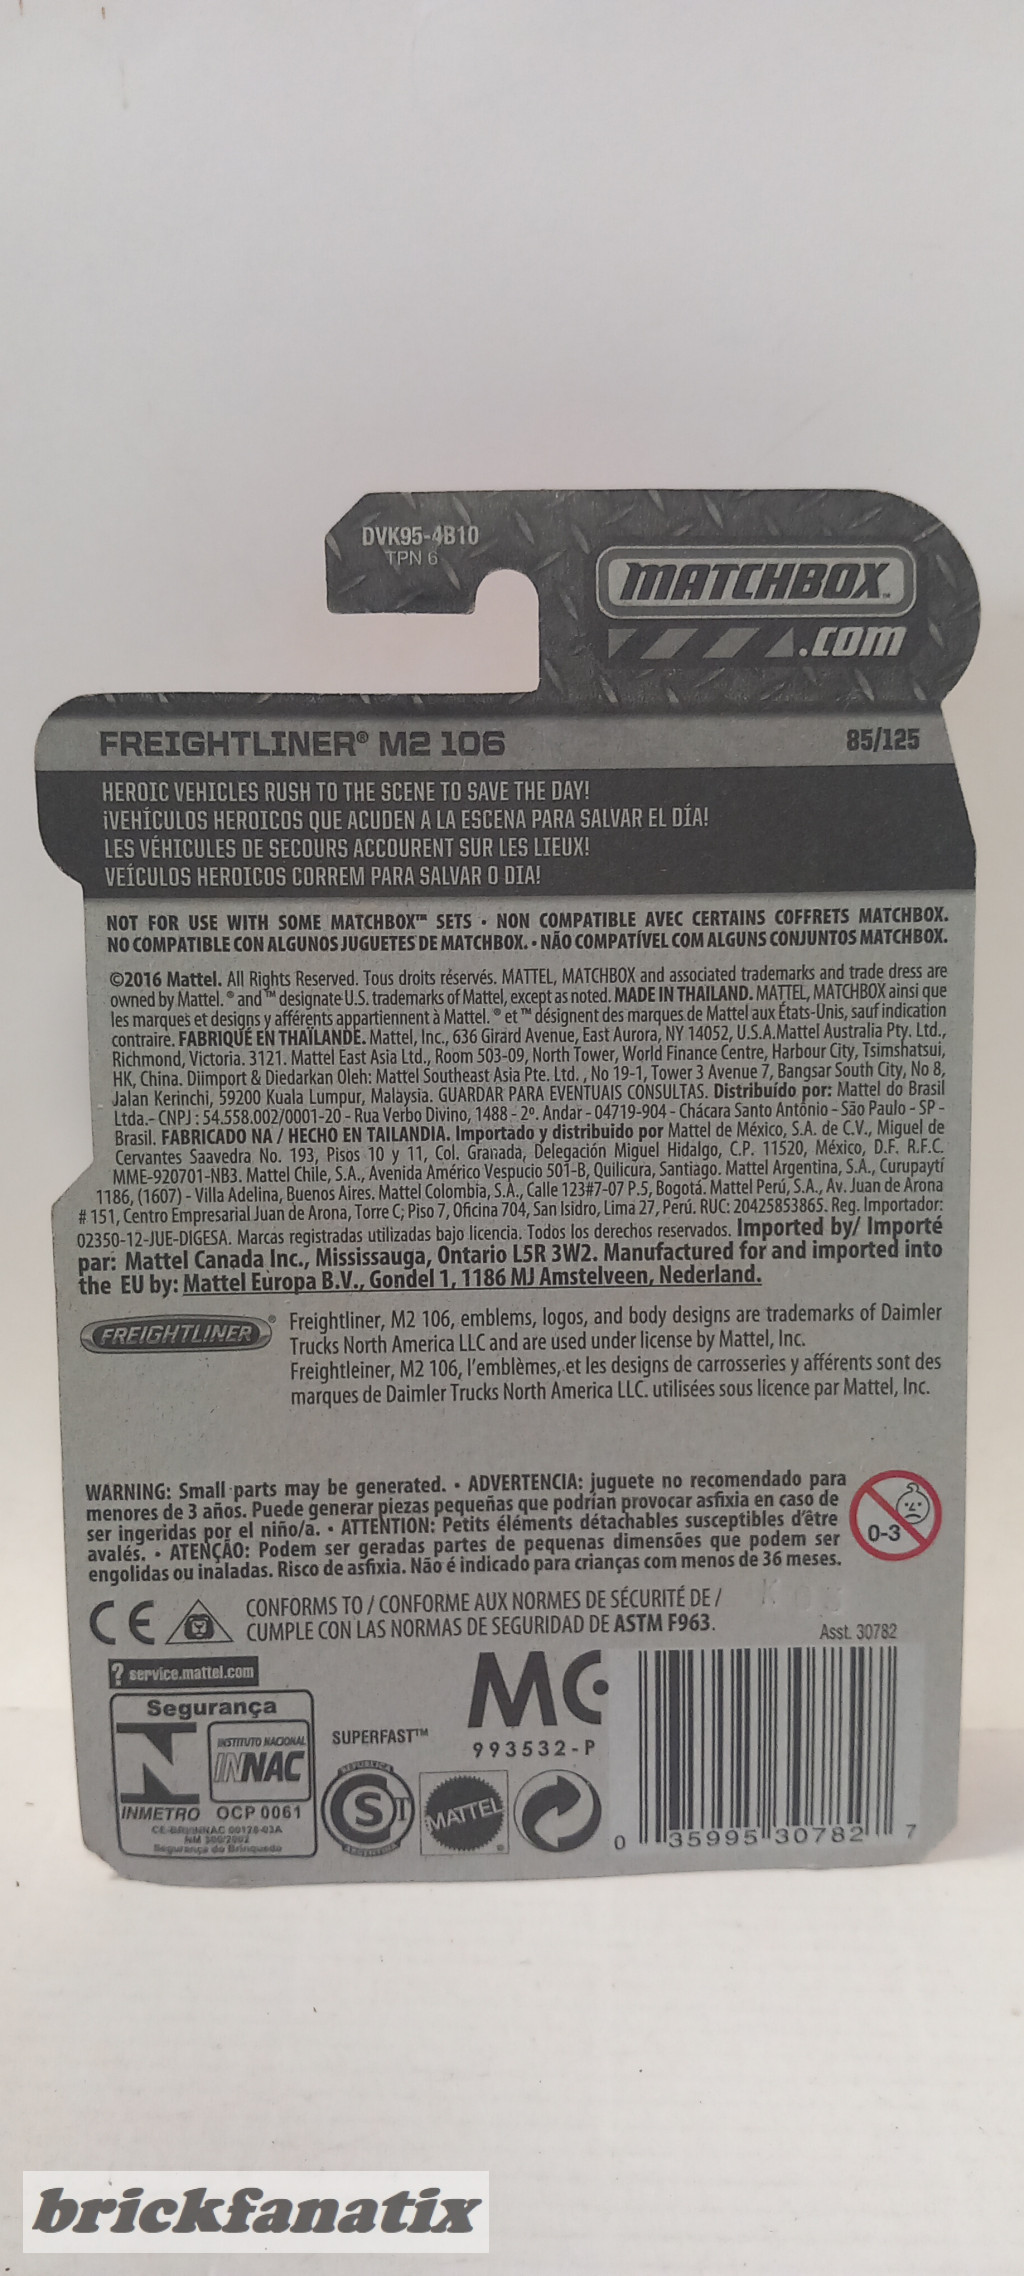 DVK95-4B10
TPN 6
MATCHBOX™
.com
FREIGHTLINER® M2 106
85/125
HEROIC VEHICLES RUSH TO THE SCENE TO SAVE THE DAY!
¡VEHÍCULOS HEROICOS QUE ACUDEN A LA ESCENA PARA SALVAR EL DÍA!
LES VÉHICULES DE SECOURS ACCOURENT SUR LES LIEUX!
VEÍCULOS HEROICOS CORREM PARA SALVAR O DIA!
NOT FOR USE WITH SOME MATCHBOX™ SETS • NON COMPATIBLE AVEC CERTAINS COFFRETS MATCHBOX.
NO COMPATIBLE CON ALGUNOS JUGUETES DE MATCHBOX. • NÃO COMPATÍVEL COM ALGUNS CONJUNTOS MATCHBOX.
©2016 Mattel. All Rights Reserved. Tous droits réservés. MATTEL, MATCHBOX and associated trademarks and trade dress are
owned by Mattel. ® and ™ designate U.S. trademarks of Mattel, except as noted. MADE IN THAILAND. MATTEL, MATCHBOX ainsi que
les marques et designs y afférents appartiennent à Mattel. ® et ™ désignent des marques de Mattel aux États-Unis, sauf indication
contraire. FABRIQUÉ EN THAÏLANDE. Mattel, Inc., 636 Girard Avenue, East Aurora, NY 14052, U.S.A.Mattel Australia Pty. Ltd.,
Richmond, Victoria. 3121. Mattel East Asia Ltd., Room 503-09, North Tower, World Finance Centre, Harbour City, Tsimshatsui,
HK, China. Diimport & Diedarkan Oleh: Mattel Southeast Asia Pte. Ltd. , No 19-1, Tower 3 Avenue 7, Bangsar South City, No 8,
Jalan Kerinchi, 59200 Kuala Lumpur, Malaysia. GUARDAR PARA EVENTUAIS CONSULTAS. Distribuído por: Mattel do Brasil
Ltda.- CNPJ : 54.558.002/0001-20 - Rua Verbo Divino, 1488 - 2º. Andar - 04719-904 - Chácara Santo Antônio - São Paulo - SP -
Brasil. FABRICADO NA / HECHO EN TAILANDIA. Importado y distribuido por Mattel de México, S.A. de C.V., Miguel de
Cervantes Saavedra No. 193, Pisos 10 y 11, Col. Granada, Delegación Miguel Hidalgo, C.P. 11520, México, D.F. R.F.C.
MME-920701-NB3. Mattel Chile, S.A., Avenida Américo Vespucio 501-B, Quilicura, Santiago. Mattel Argentina, S.A., Curupaytí
1186, (1607) - Villa Adelina, Buenos Aires. Mattel Colombia, S.A., Calle 123#7-07 P.5, Bogotá. Mattel Perú, S.A., Av. Juan de Arona
# 151, Centro Empresarial Juan de Arona, Torre C; Piso 7, Oficina 704, San Isidro, Lima 27, Perú. RUC: 20425853865. Reg. Importador:
02350-12-JUE-DIGESA. Marcas registradas utilizadas bajo licencia. Todos los derechos reservados. Imported by/ Importé
par: Mattel Canada Inc., Mississauga, Ontario L5R 3W2. Manufactured for and imported into
the EU by: Mattel Europa B.V., Gondel 1, 1186 MJ Amstelveen, Nederland.
FREIGHTLINER®
Freightliner, M2 106, emblems, logos, and body designs are trademarks of Daimler
Trucks North America LLC and are used under license by Mattel, Inc.
Freightleiner, M2 106, l'emblèmes, et les designs de carrosseries y afférents sont des
marques de Daimler Trucks North America LLC. utilisées sous licence par Mattel, Inc.
WARNING: Small parts may be generated. • ADVERTENCIA: juguete no recomendado para
menores de 3 años. Puede generar piezas pequeñas que podrían provocar asfixia en caso de
ser ingeridas por el niño/a. • ATTENTION: Petits éléments détachables susceptibles d'être
avalés. • ATENÇÃO: Podem ser geradas partes de pequenas dimensões que podem ser
engolidas ou inaladas. Risco de asfixia. Não é indicado para crianças com menos de 36 meses.
0-3
CE
CONFORMS TO / CONFORME AUX NORMES DE SÉCURITÉ DE /
CUMPLE CON LAS NORMAS DE SEGURIDAD DE ASTM F963.
Asst. 30782
? service.mattel.com
Segurança
INSTITUTO NACIONAL
INNAC
INMETRO OCP 0061
CE-BRI/INNAC 00128-03A
NM 300/2002
Segurança do Brinquedo
SUPERFAST™
MC
993532-P
REPUBLICA
S
ARGENTINA
MATTEL
0 35995 30782 7
brickfanatix